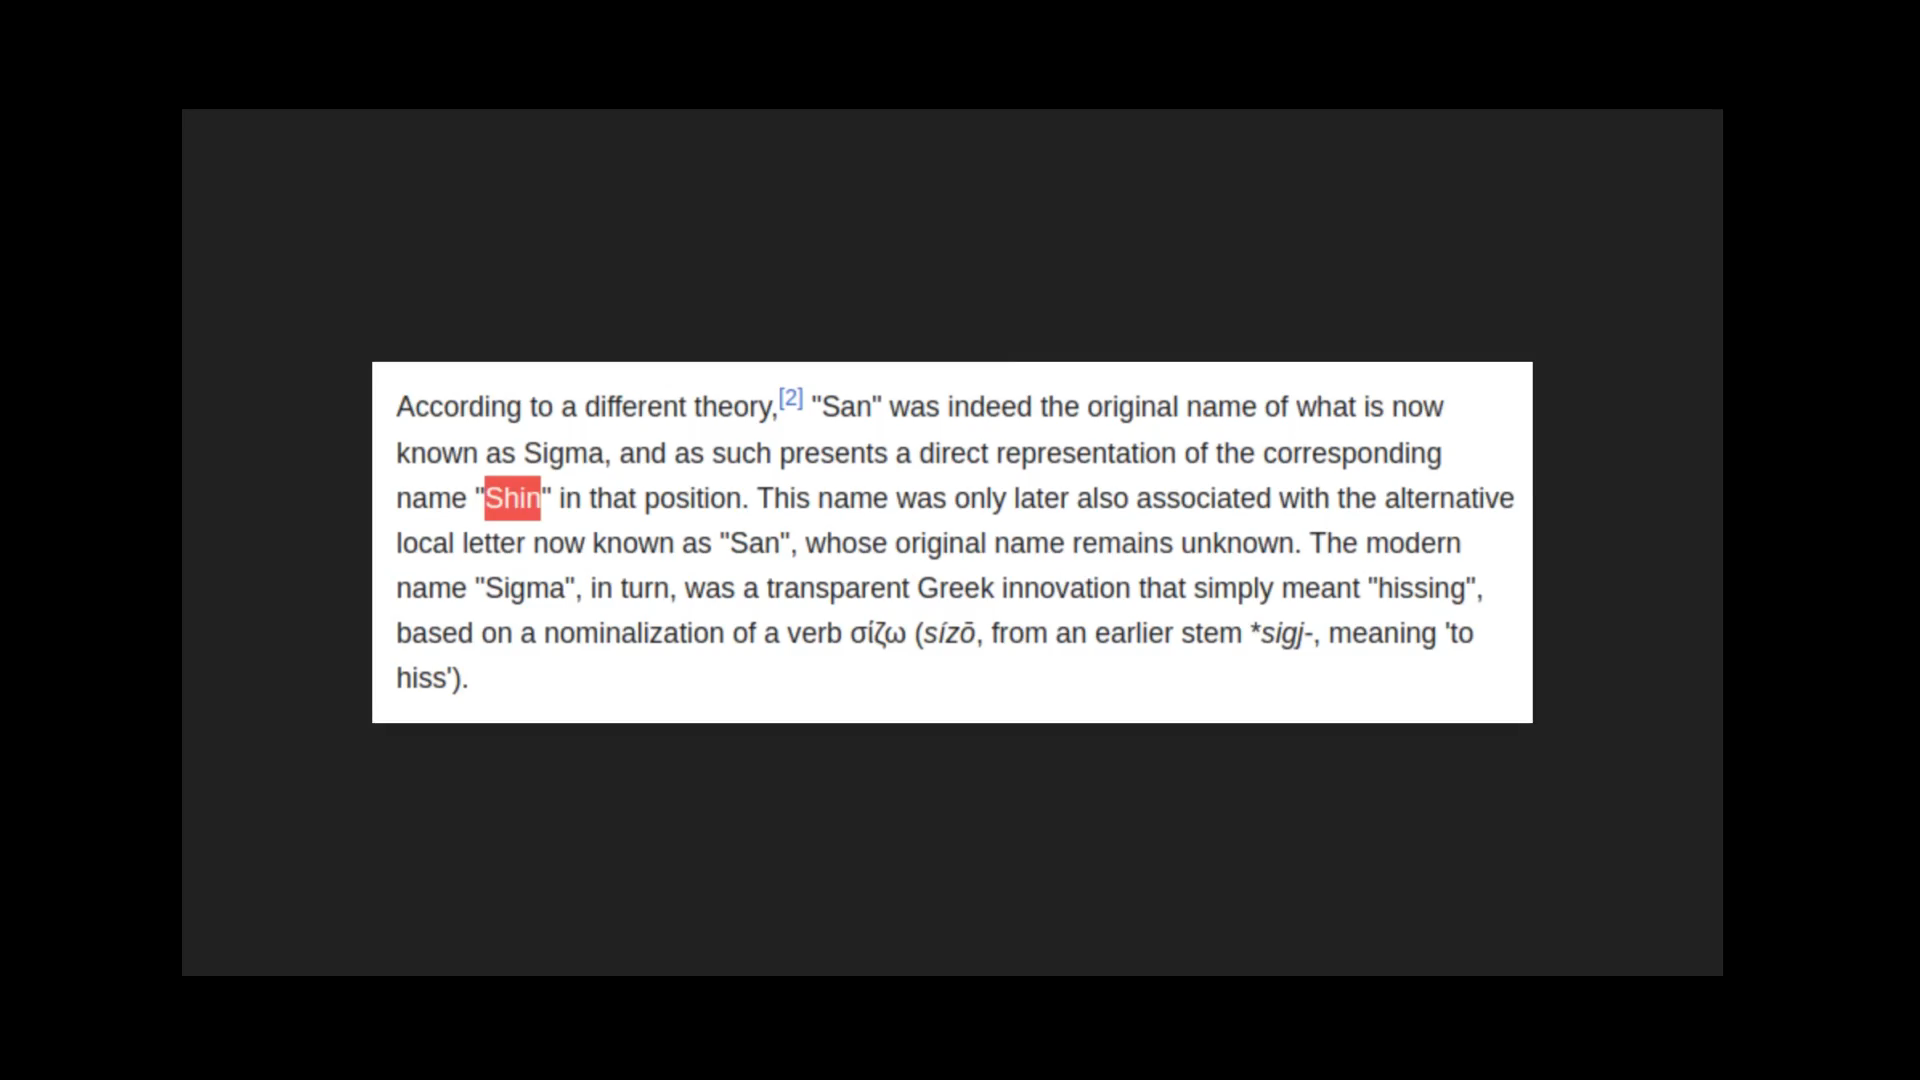 According to a different theory,[2] "San" was indeed the original name of what is now
known as Sigma, and as such presents a direct representation of the corresponding
name "Shin" in that position. This name was only later also associated with the alternative
local letter now known as "San", whose original name remains unknown. The modern
name "Sigma", in turn, was a transparent Greek innovation that simply meant "hissing",
based on a nominalization of a verb σίζω (sízō, from an earlier stem *sigj-, meaning 'to
hiss').